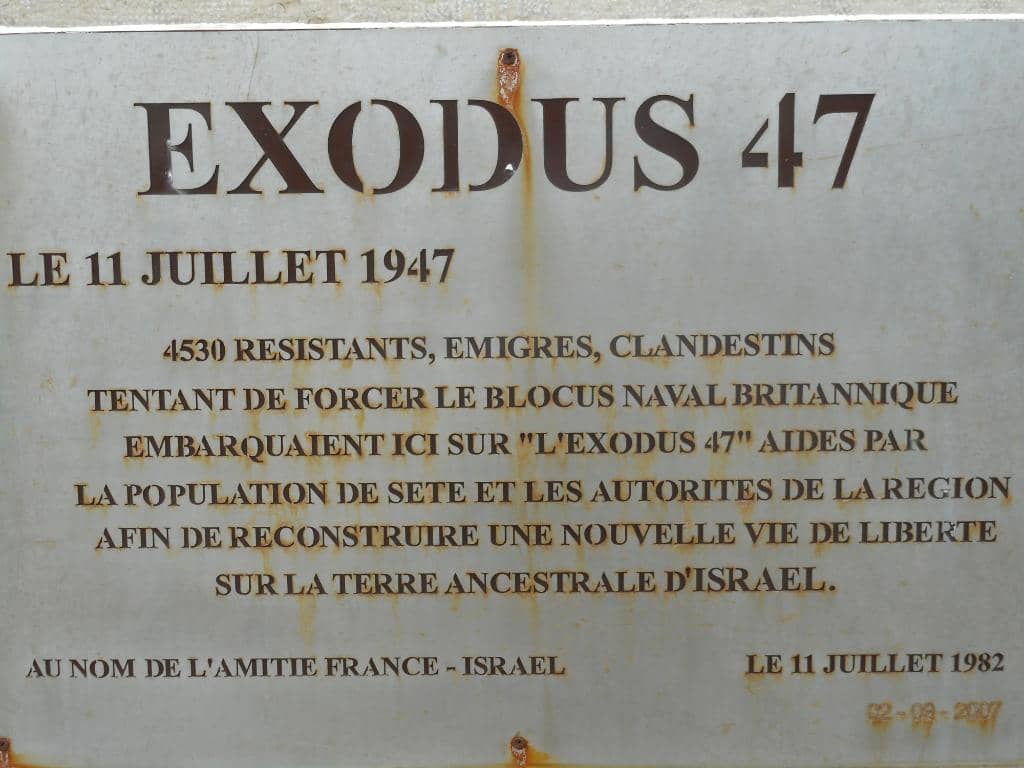 EXODUS 47
LE 11 JUILLET 1947
4530 RESISTANTS, EMIGRES, CLANDESTINS
TENTANT DE FORCER LE BLOCUS NAVAL BRITANNIQUE
EMBARQUAIENT ICI SUR "L'EXODUS 47" AIDES PAR
LA POPULATION DE SETE ET LES AUTORITES DE LA REGION
AFIN DE RECONSTRUIRE UNE NOUVELLE VIE DE LIBERTE
SUR LA TERRE ANCESTRALE D'ISRAEL.
AU NOM DE L'AMITIE FRANCE - ISRAEL
LE 11 JUILLET 1982